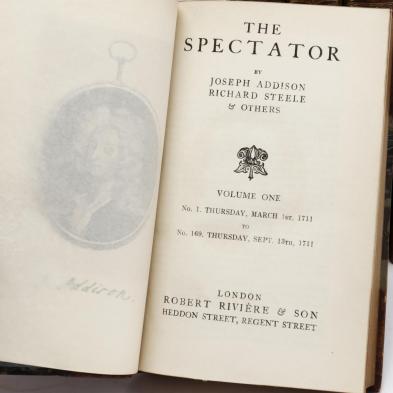 Addison.
THE
SPECTATOR
BY
JOSEPH ADDISON
RICHARD STEELE
& OTHERS
VOLUME ONE
No. 1. THURSDAY, MARCH 1ST, 1711
TO
No. 169. THURSDAY, SEPT. 13TH, 1711
LONDON
ROBERT RIVIÈRE & SON
HEDDON STREET, REGENT STREET